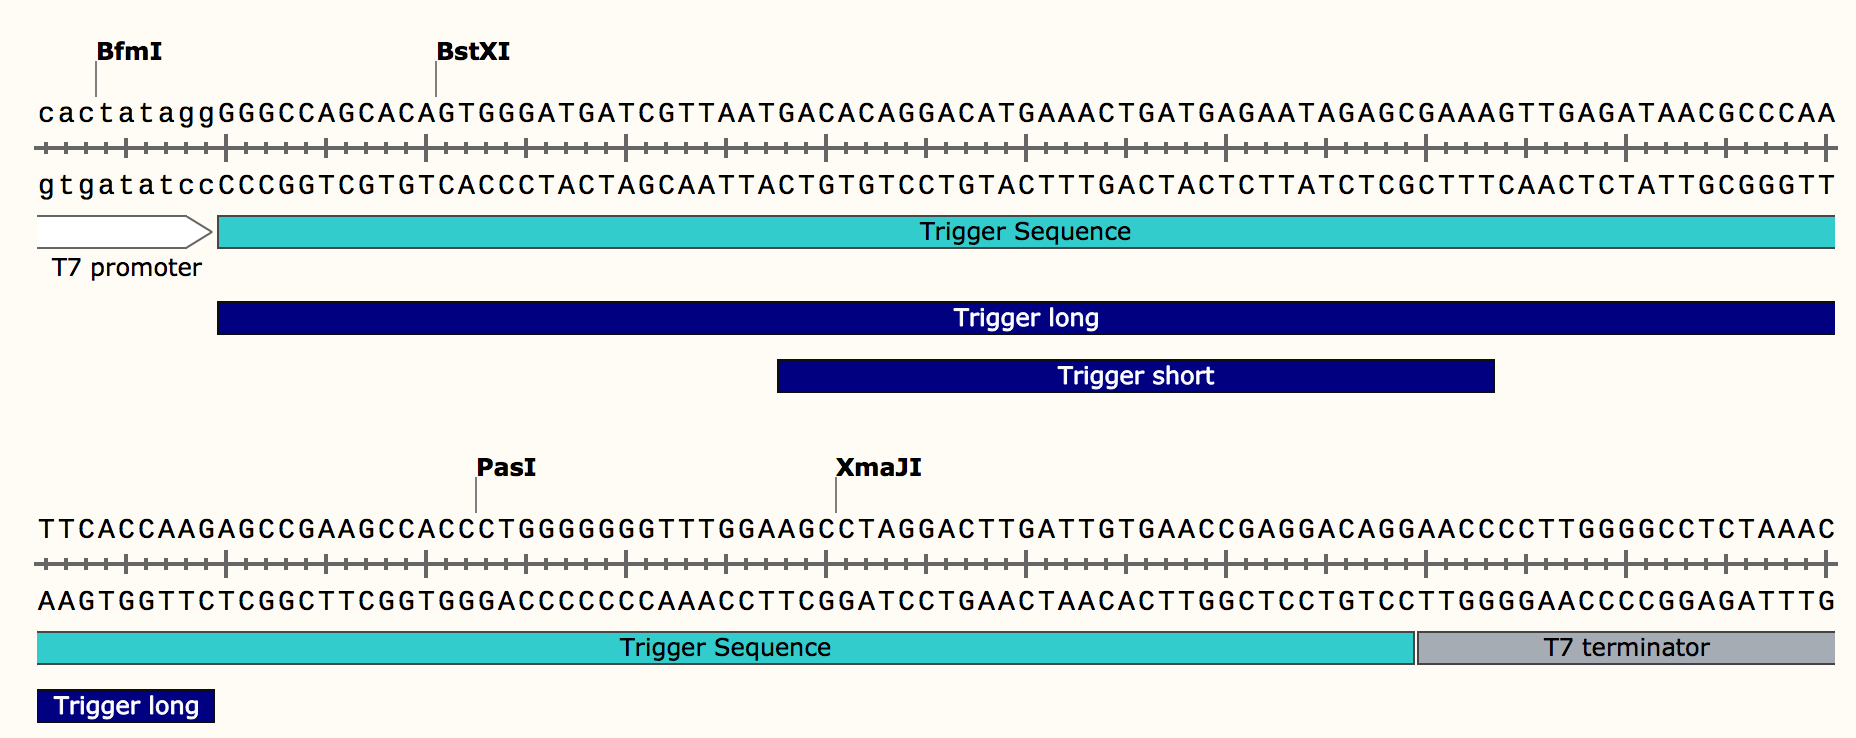 BfmI BstXI
cactataggGGGCCAGCACAGTGGGATGATCGTTAATGACACAGGACATGAAACTGATGAGAATAGAGCGAAAGTTGAGATAACGCCCAA
gtgatatccCCCGGTCGTGTCACCCTACTAGCAATTACTGTGTCCTGTACTTTGACTACTCTTATCTCGCTTTCAACTCTATTGCGGGTT
Trigger Sequence
T7 promoter
Trigger long
Trigger short
PasI XmaJI
TTCACCAAGAGCCGAAGCCACCCTGGGGGGGTTTGGAAGCCTAGGACTTGATTGTGAACCGAGGACAGGAACCCCTTGGGGCCTCTAAAC
AAGTGGTTCTCGGCTTCGGTGGGACCCCCCCAAACCTTCGGATCCTGAACTAACACTTGGCTCCTGTCCTTGGGGAACCCCGGAGATTTG
Trigger Sequence T7 terminator
Trigger long